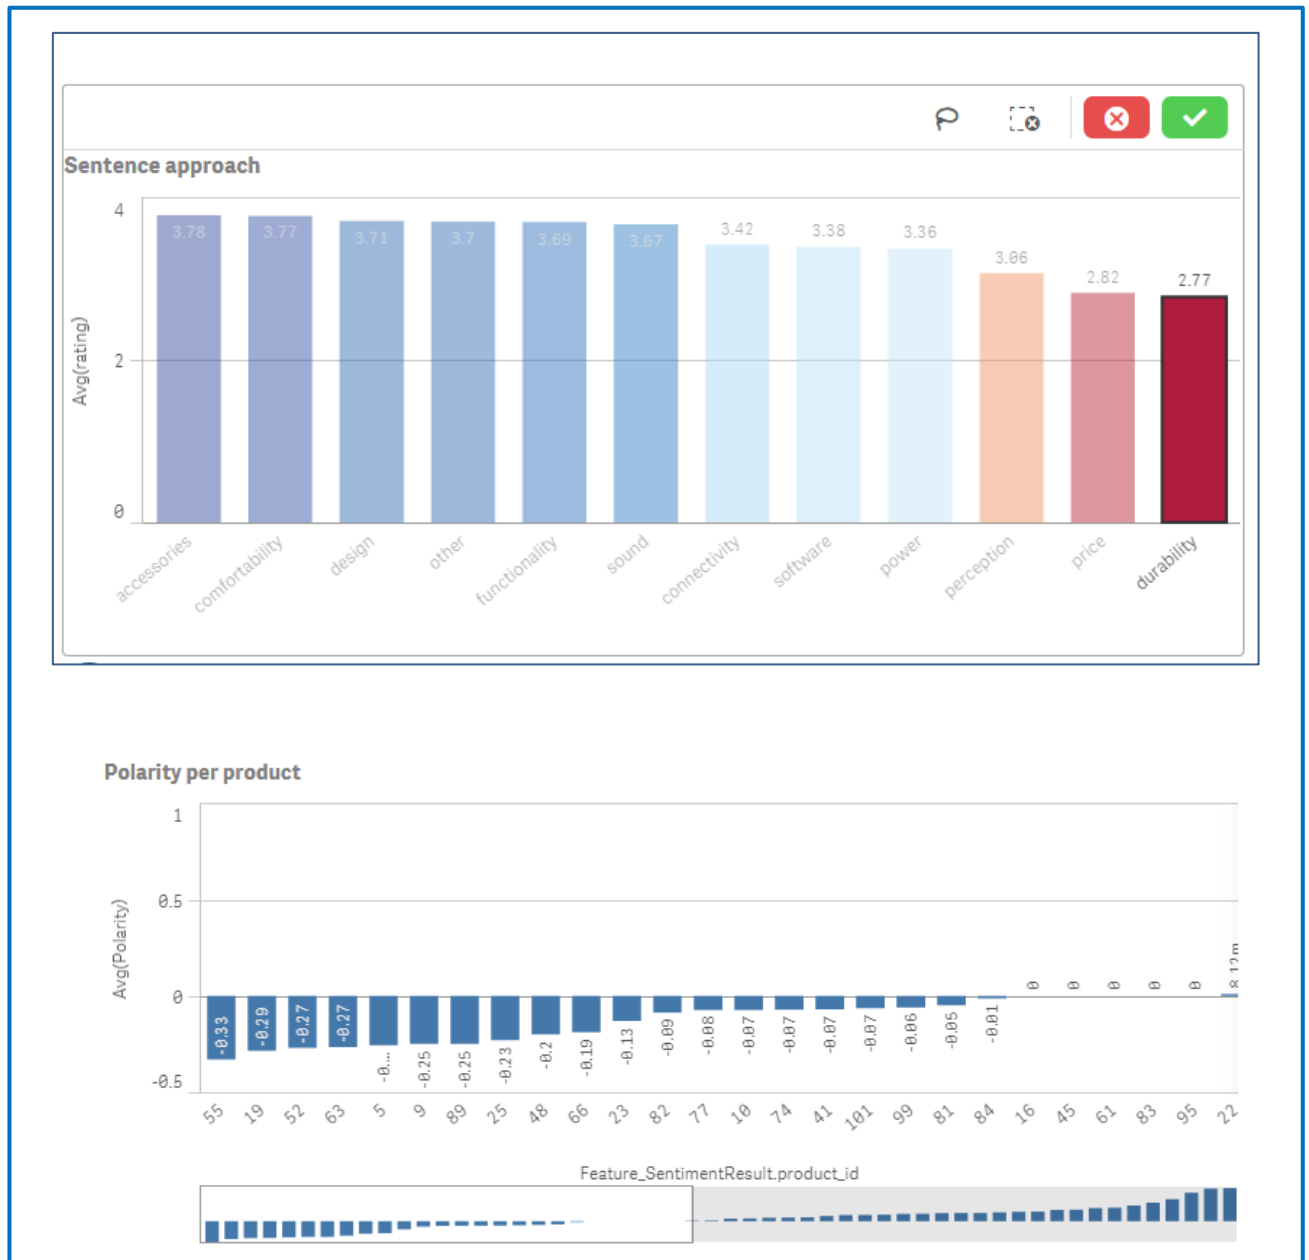 Sentence approach
4
2
0
Avg(rating)
3.78 3.77 3.71 3.7 3.69 3.67 3.42 3.38 3.36 3.06 2.82 2.77
accessories comfortability design other functionality sound connectivity software power perception price durability
Polarity per product
1
0.5
0
-0.5
Avg(Polarity)
-0.33 -0.29 -0.27 -0.27 -0.... -0.25 -0.25 -0.23 -0.2 -0.19 -0.13 -0.09 -0.08 -0.07 -0.07 -0.07 -0.07 -0.06 -0.05 -0.01 0 0 0 0 0 8.12m
55 19 52 63 5 9 89 25 48 66 23 82 77 10 74 41 101 99 81 84 16 45 61 83 95 22
Feature_SentimentResult.product_id